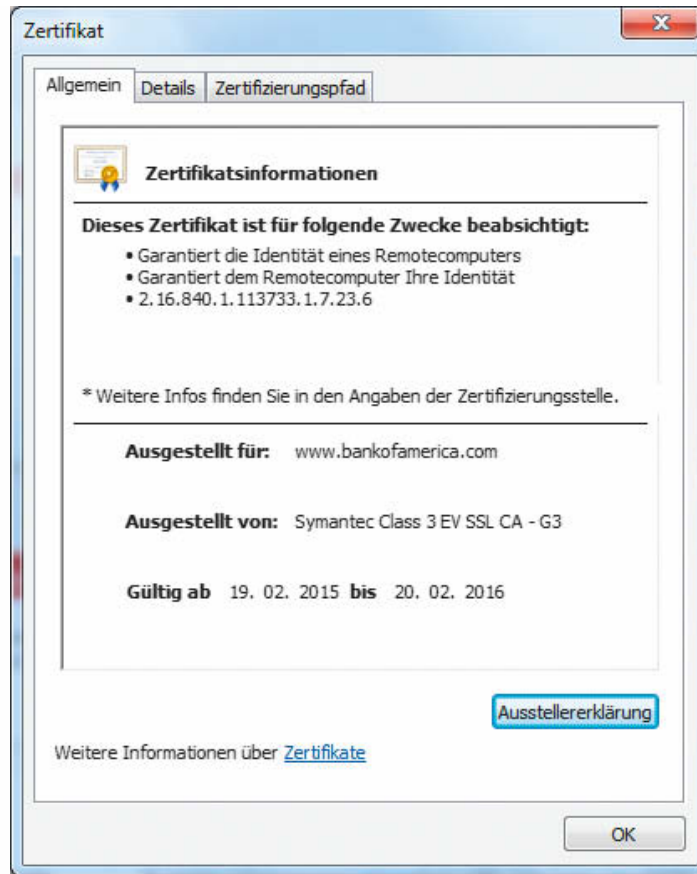 Zertifikat
Allgemein Details Zertifizierungspfad
Zertifikatsinformationen
Dieses Zertifikat ist für folgende Zwecke beabsichtigt:
• Garantiert die Identität eines Remotecomputers
• Garantiert dem Remotecomputer Ihre Identität
• 2.16.840.1.113733.1.7.23.6
* Weitere Infos finden Sie in den Angaben der Zertifizierungsstelle.
Ausgestellt für: www.bankofamerica.com
Ausgestellt von: Symantec Class 3 EV SSL CA - G3
Gültig ab 19. 02. 2015 bis 20. 02. 2016
Ausstellererklärung
Weitere Informationen über Zertifikate
OK